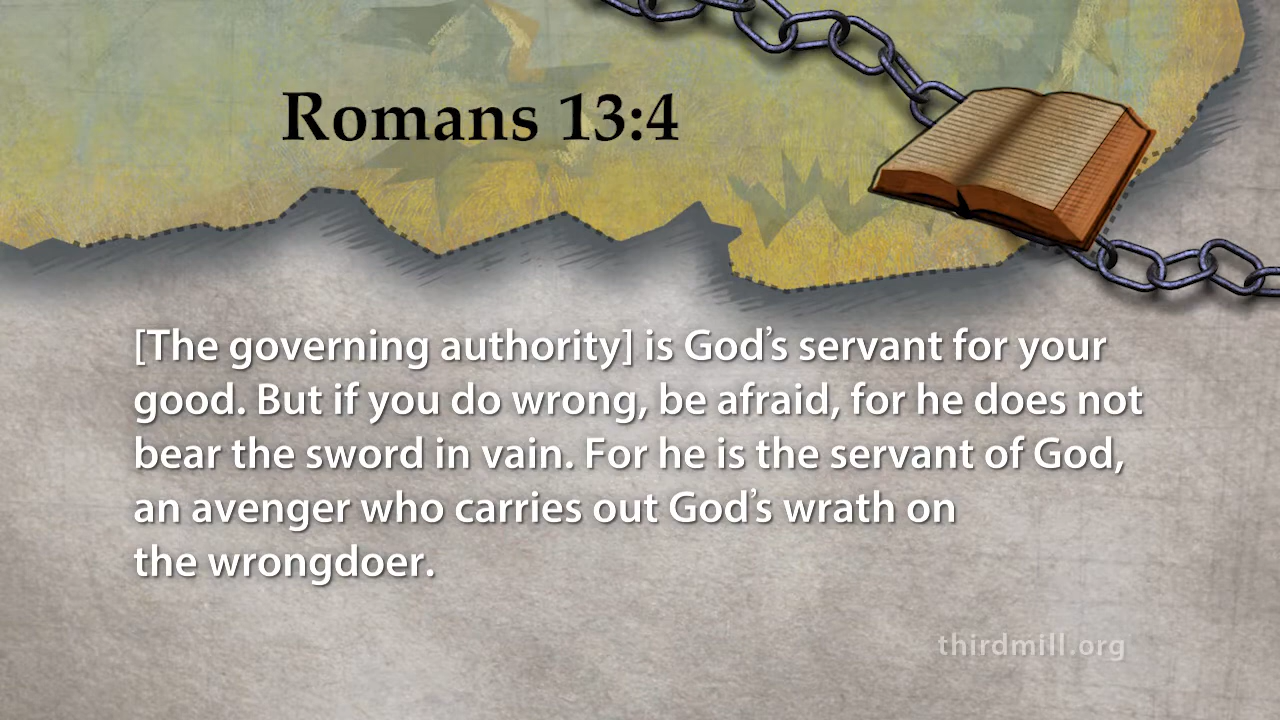 Romans 13:4
[The governing authority] is God's servant for your
good. But if you do wrong, be afraid, for he does not
bear the sword in vain. For he is the servant of God,
an avenger who carries out God's wrath on
the wrongdoer.
thirdmill.org